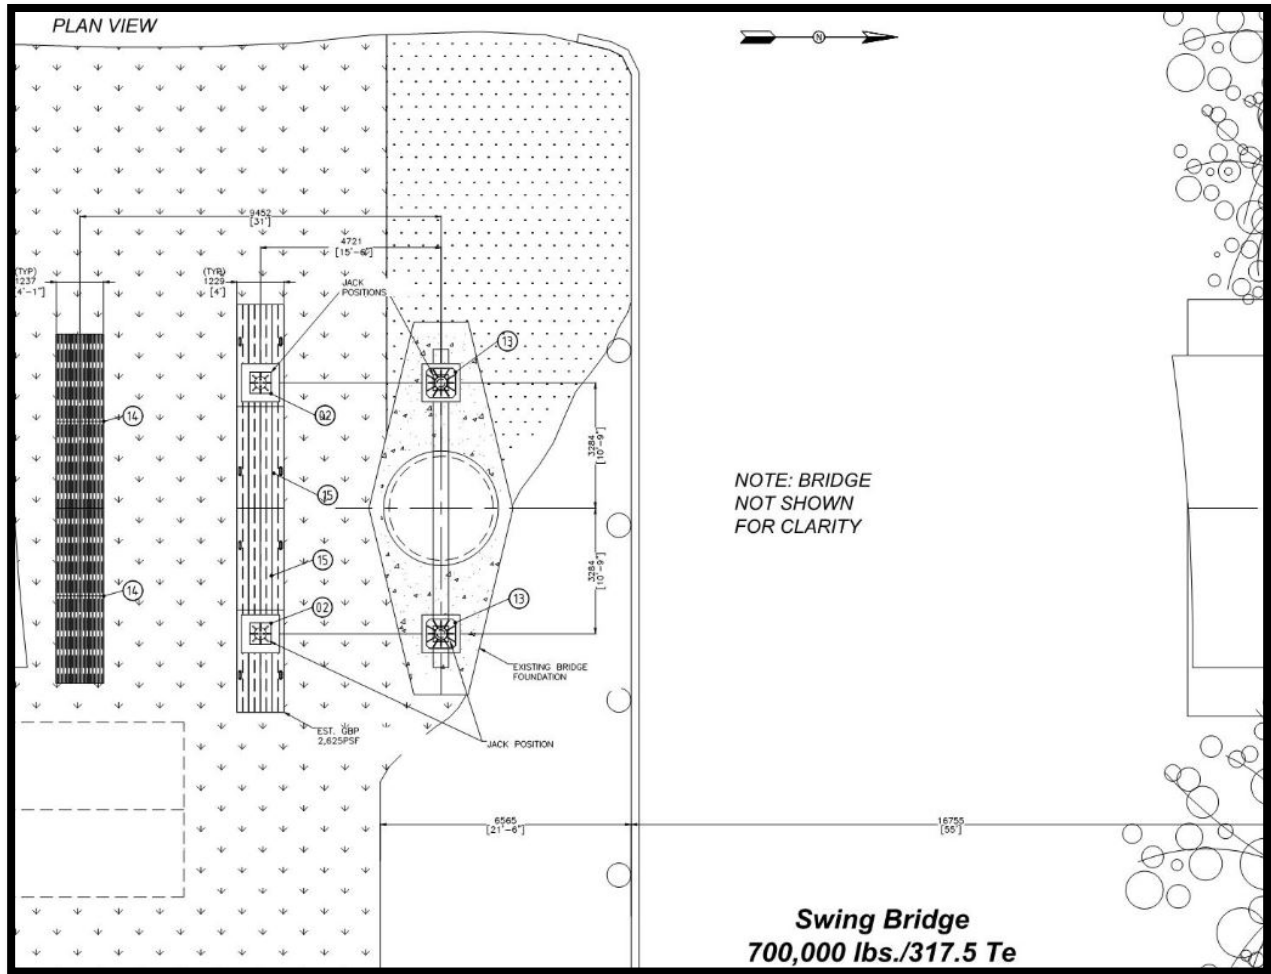 PLAN VIEW
N
9452
[31']
4721
[15'-6"]
(TYP)
1237
[4'-1"]
(TYP)
1229
[4']
JACK
POSITIONS
13
14
02
3284
[10'-9"]
15
NOTE: BRIDGE
NOT SHOWN
FOR CLARITY
15
14
02
13
3284
[10'-9"]
EXISTING BRIDGE
FOUNDATION
EST. GBP
2,625PSF
JACK POSITION
6565
[21'-6"]
16755
[55']
Swing Bridge
700,000 lbs./317.5 Te